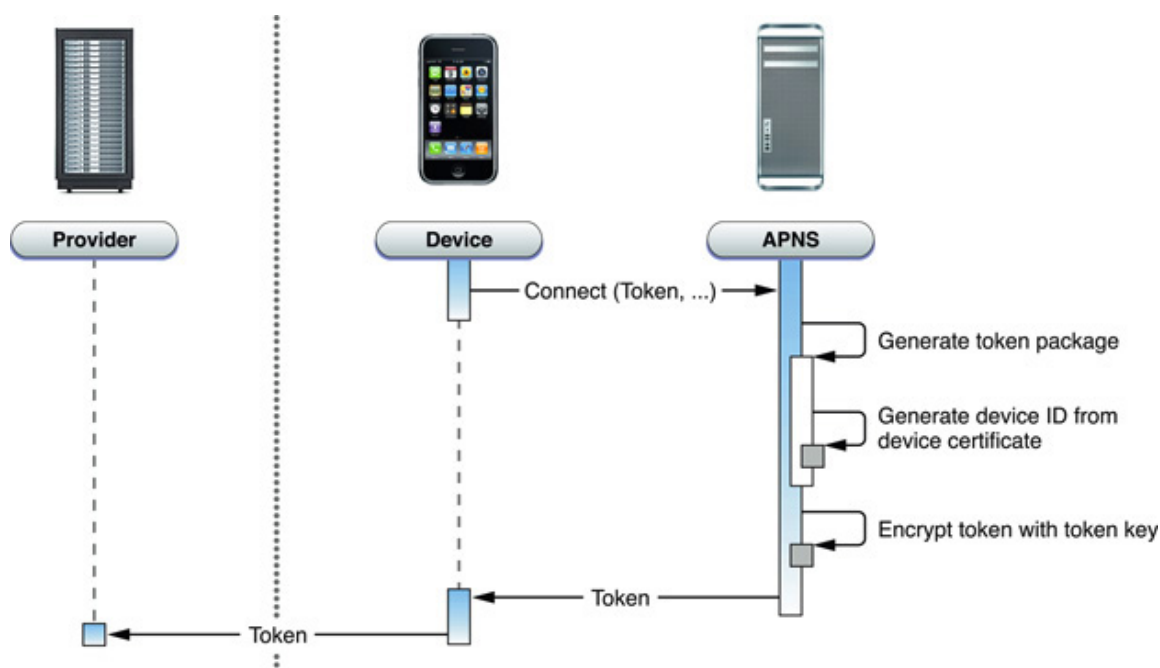 Provider
Device
APNS
Connect (Token, ...)
Generate token package
Generate device ID from
device certificate
Encrypt token with token key
Token
Token